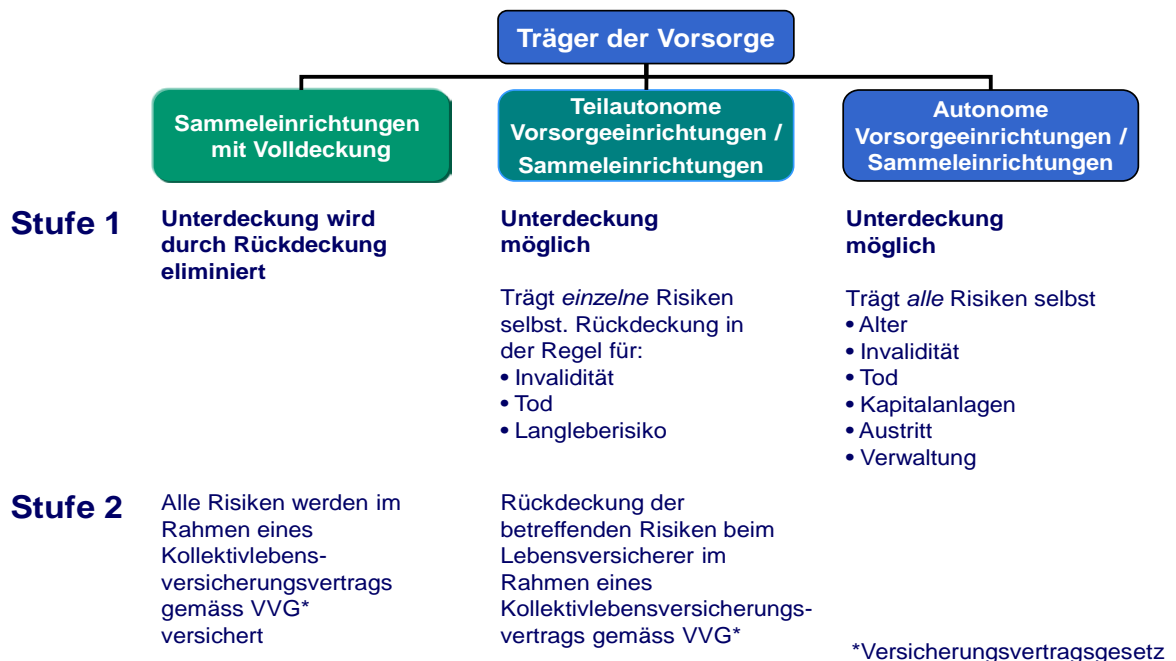 Träger der Vorsorge
Sammeleinrichtungen
mit Volldeckung
Teilautonome
Vorsorgeeinrichtungen /
Sammeleinrichtungen
Autonome
Vorsorgeeinrichtungen /
Sammeleinrichtungen
Stufe 1
Unterdeckung wird
durch Rückdeckung
eliminiert
Unterdeckung
möglich
Trägt einzelne Risiken
selbst. Rückdeckung in
der Regel für:
• Invalidität
• Tod
• Langleberisiko
Unterdeckung
möglich
Trägt alle Risiken selbst
• Alter
• Invalidität
• Tod
• Kapitalanlagen
• Austritt
• Verwaltung
Stufe 2
Alle Risiken werden im
Rahmen eines
Kollektivlebens-
versicherungsvertrags
gemäss VVG*
versichert
Rückdeckung der
betreffenden Risiken beim
Lebensversicherer im
Rahmen eines
Kollektivlebensversicherungs-
vertrags gemäss VVG*
*Versicherungsvertragsgesetz